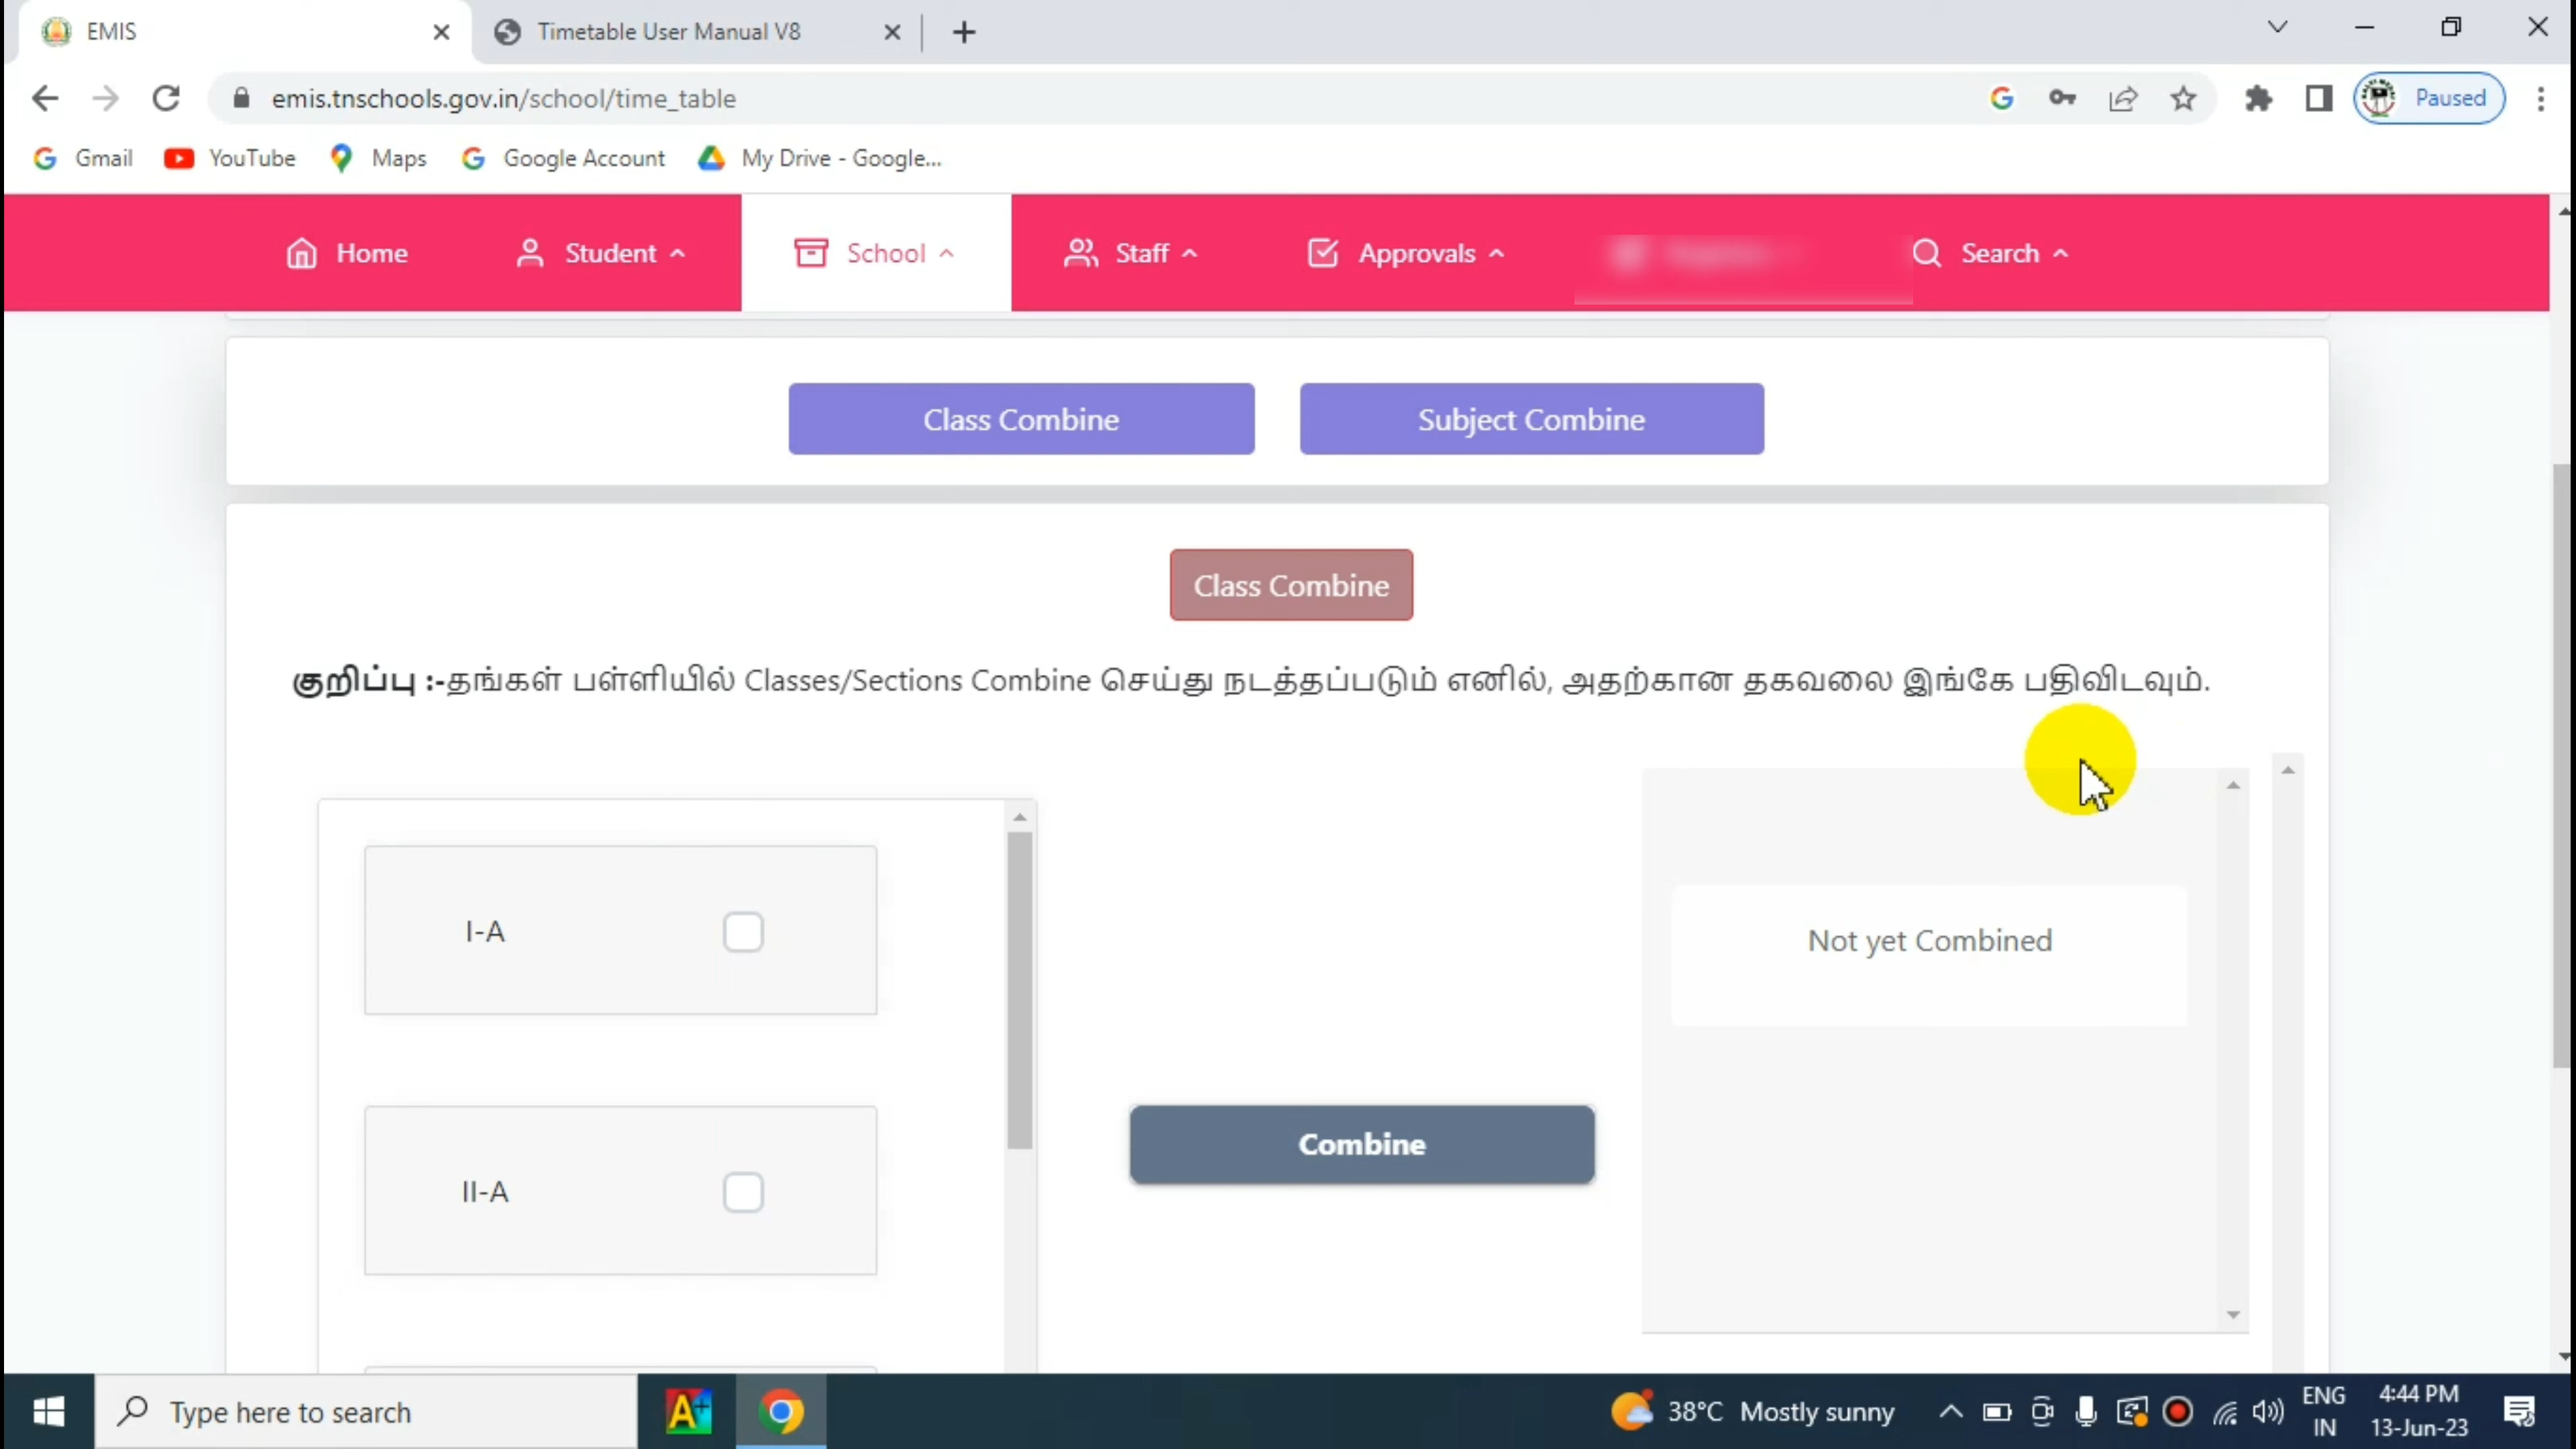 EMIS
Timetable User Manual V8
emis.tnschools.gov.in/school/time_table
Paused
Gmail
YouTube
Maps
Google Account
My Drive - Google...
Home
Student
School
Staff
Approvals
Search
Class Combine
Subject Combine
Class Combine
குறிப்பு :-தங்கள் பள்ளியில் Classes/Sections Combine செய்து நடத்தப்படும் எனில், அதற்கான தகவலை இங்கே பதிவிடவும்.
I-A
Not yet Combined
Combine
II-A
Type here to search
38°C Mostly sunny
ENG
IN
4:44 PM
13-Jun-23